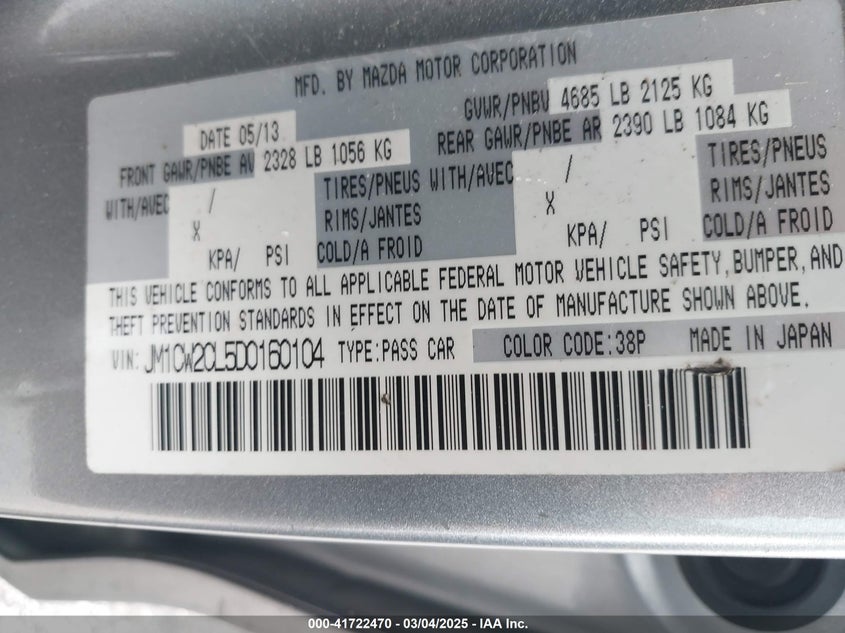 MFD. BY MAZDA MOTOR CORPORATION
DATE 05/13 GVWR/PNBV 4685 LB 2125 KG
FRONT GAWR/PNBE AV 2328 LB 1056 KG REAR GAWR/PNBE AR 2390 LB 1084 KG
WITH/AVEC / TIRES/PNEUS WITH/AVEC / TIRES/PNEUS
X RIMS/JANTES X RIMS/JANTES
KPA/ PSI COLD/A FROID KPA/ PSI COLD/A FROID
THIS VEHICLE CONFORMS TO ALL APPLICABLE FEDERAL MOTOR VEHICLE SAFETY, BUMPER, AND
THEFT PREVENTION STANDARDS IN EFFECT ON THE DATE OF MANUFACTURE SHOWN ABOVE.
VIN: JM1CW2CL5D0160104 TYPE:PASS CAR COLOR CODE:38P MADE IN JAPAN
000-41722470 - 03/04/2025 - IAA Inc.